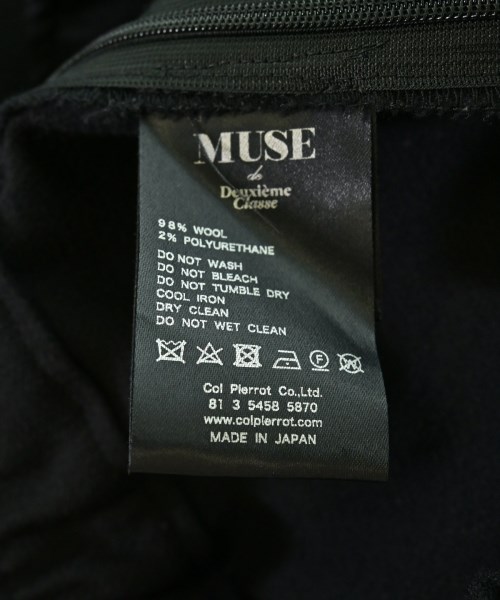 MUSE
de
Deuxième
Classe
98% WOOL
2% POLYURETHANE
DO NOT WASH
DO NOT BLEACH
DO NOT TUMBLE DRY
COOL IRON
DRY CLEAN
DO NOT WET CLEAN
Col Pierrot Co.,Ltd.
81 3 5458 5870
www.colpierrot.com
MADE IN JAPAN